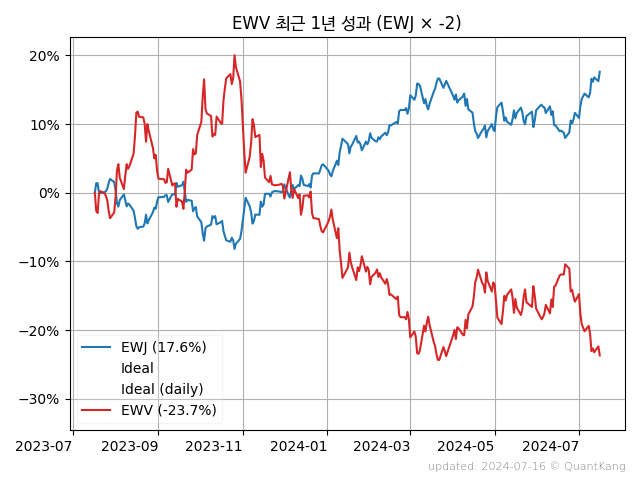 EWV 최근 1년 성과 (EWJ × -2)
20%
10%
0%
−10%
−20%
−30%
EWJ (17.6%)
Ideal
Ideal (daily)
EWV (-23.7%)
2023-07
2023-09
2023-11
2024-01
2024-03
2024-05
2024-07
updated: 2024-07-16 © QuantKang